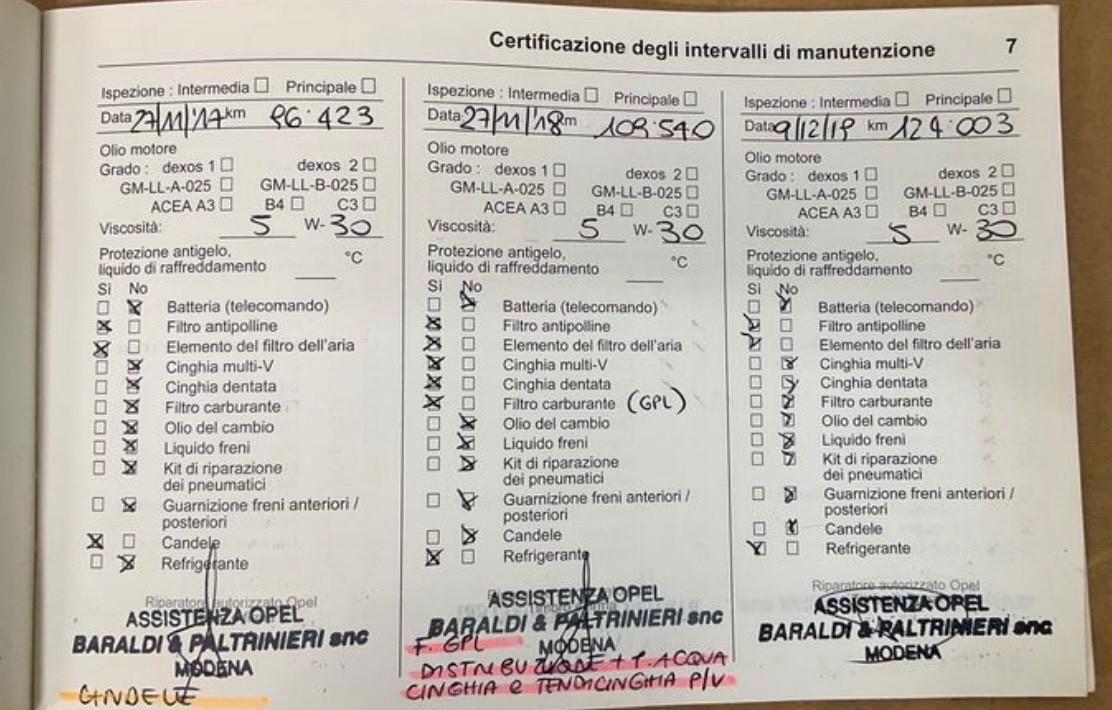 Certificazione degli intervalli di manutenzione 7
Ispezione : Intermedia ☐ Principale ☐
Data 27/11/17 km 96.423
Olio motore
Grado : dexos 1 ☐ dexos 2 ☐
GM-LL-A-025 ☐ GM-LL-B-025 ☐
ACEA A3 ☐ B4 ☐ C3 ☐
Viscosità: 5 W- 30
Protezione antigelo,
liquido di raffreddamento °C
Si No
☐ ☒ Batteria (telecomando)
☒ ☐ Filtro antipolline
☒ ☐ Elemento del filtro dell'aria
☐ ☒ Cinghia multi-V
☐ ☒ Cinghia dentata
☐ ☒ Filtro carburante
☐ ☒ Olio del cambio
☐ ☒ Liquido freni
☐ ☒ Kit di riparazione
dei pneumatici
☐ ☒ Guarnizione freni anteriori /
posteriori
☒ ☐ Candele
☐ ☒ Refrigerante
Riparatore autorizzato Opel
ASSISTENZA OPEL
BARALDI & PALTRINIERI snc
MODENA
CANDELE
Ispezione : Intermedia ☐ Principale ☐
Data 27/11/18 m 109.540
Olio motore
Grado : dexos 1 ☐ dexos 2 ☐
GM-LL-A-025 ☐ GM-LL-B-025 ☐
ACEA A3 ☐ B4 ☐ C3 ☐
Viscosità: 5 W- 30
Protezione antigelo,
liquido di raffreddamento °C
Si No
☐ ☒ Batteria (telecomando)
☒ ☐ Filtro antipolline
☒ ☐ Elemento del filtro dell'aria
☒ ☐ Cinghia multi-V
☒ ☐ Cinghia dentata
☒ ☐ Filtro carburante (GPL)
☐ ☒ Olio del cambio
☐ ☒ Liquido freni
☐ ☒ Kit di riparazione
dei pneumatici
☐ ☒ Guarnizione freni anteriori /
posteriori
☐ ☒ Candele
☒ ☐ Refrigerante
ASSISTENZA OPEL
BARALDI & PALTRINIERI snc
F. GPL MODENA
DISTRIBUZIONE + P. ACQUA
CINGHIA e TENDICINGHIA P/V
Ispezione : Intermedia ☐ Principale ☐
Data 9/12/19 km 124.003
Olio motore
Grado : dexos 1 ☐ dexos 2 ☐
GM-LL-A-025 ☐ GM-LL-B-025 ☐
ACEA A3 ☐ B4 ☐ C3 ☐
Viscosità: 5 W- 30
Protezione antigelo,
liquido di raffreddamento °C
Si No
☐ ☒ Batteria (telecomando)
☒ ☐ Filtro antipolline
☒ ☐ Elemento del filtro dell'aria
☐ ☒ Cinghia multi-V
☐ ☒ Cinghia dentata
☐ ☒ Filtro carburante
☐ ☒ Olio del cambio
☐ ☒ Liquido freni
☐ ☒ Kit di riparazione
dei pneumatici
☐ ☒ Guarnizione freni anteriori /
posteriori
☐ ☒ Candele
☒ ☐ Refrigerante
Riparatore autorizzato Opel
ASSISTENZA OPEL
BARALDI & PALTRINIERI snc
MODENA